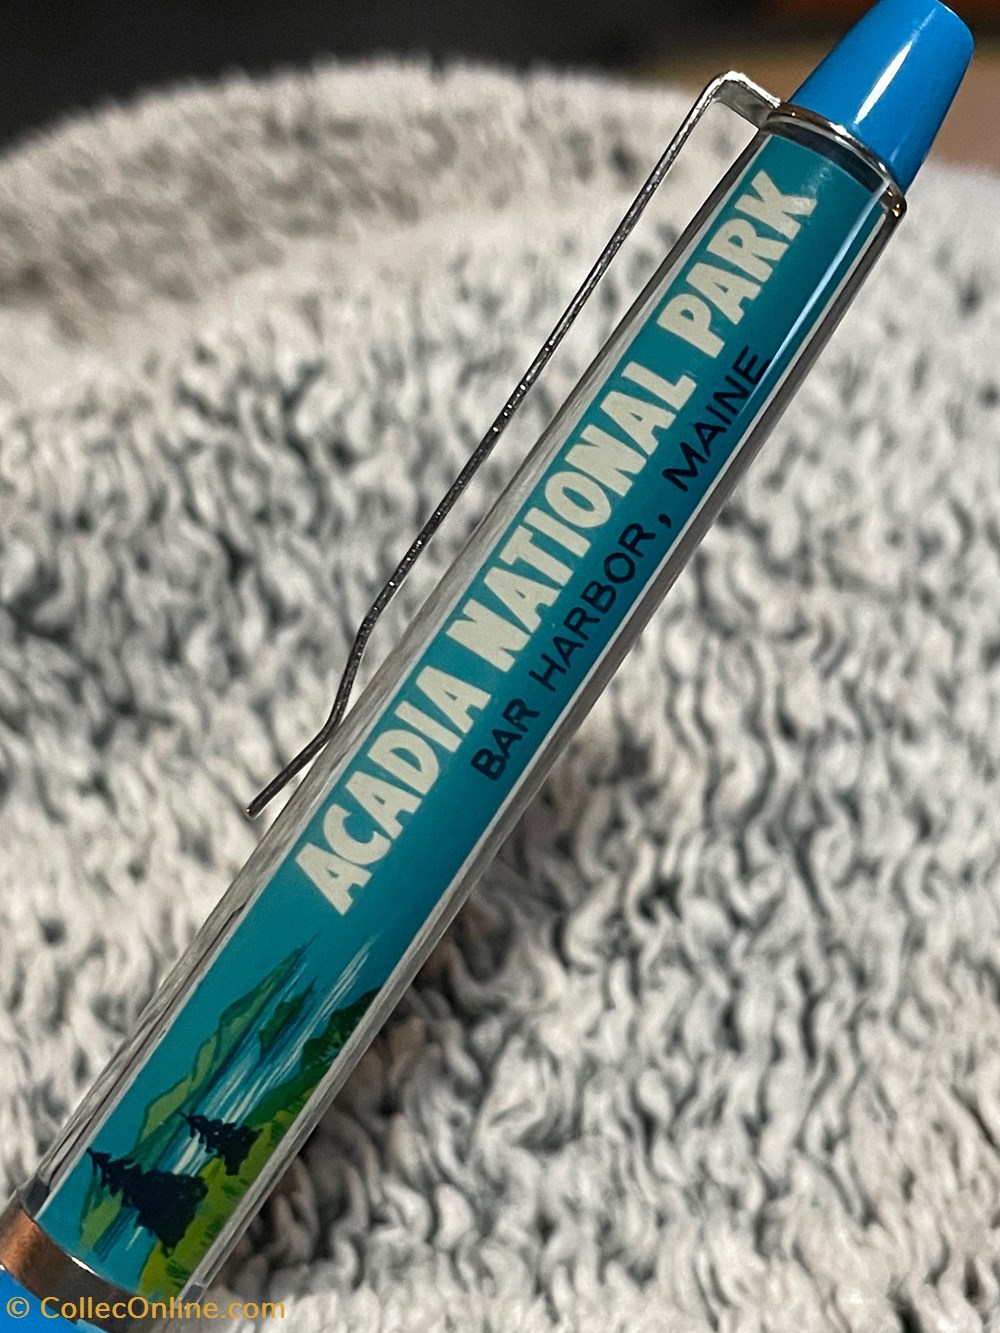 ACADIA NATIONAL PARK
BAR HARBOR, MAINE
© CollecOnline.com